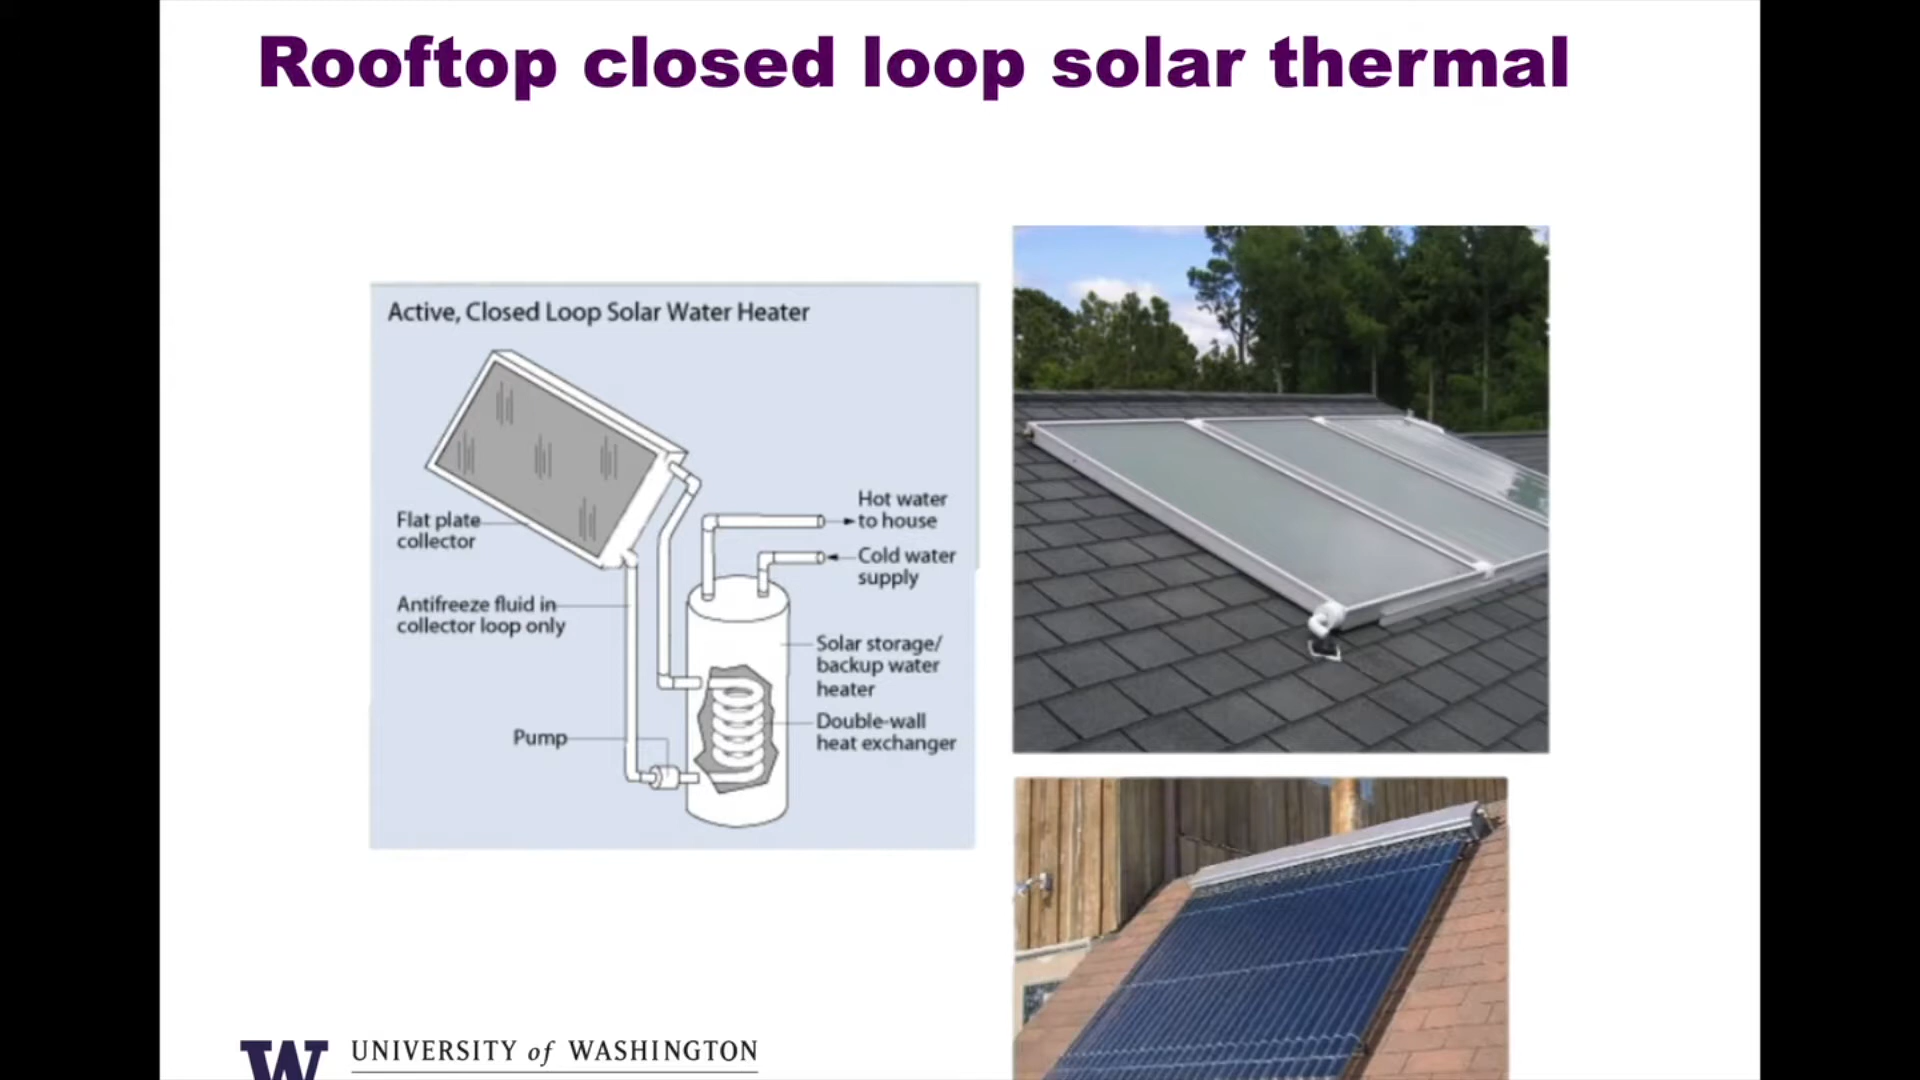 Rooftop closed loop solar thermal
Active, Closed Loop Solar Water Heater
Flat plate
collector
Antifreeze fluid in
collector loop only
Pump
Hot water
to house
Cold water
supply
Solar storage/
backup water
heater
Double-wall
heat exchanger
W
UNIVERSITY of WASHINGTON